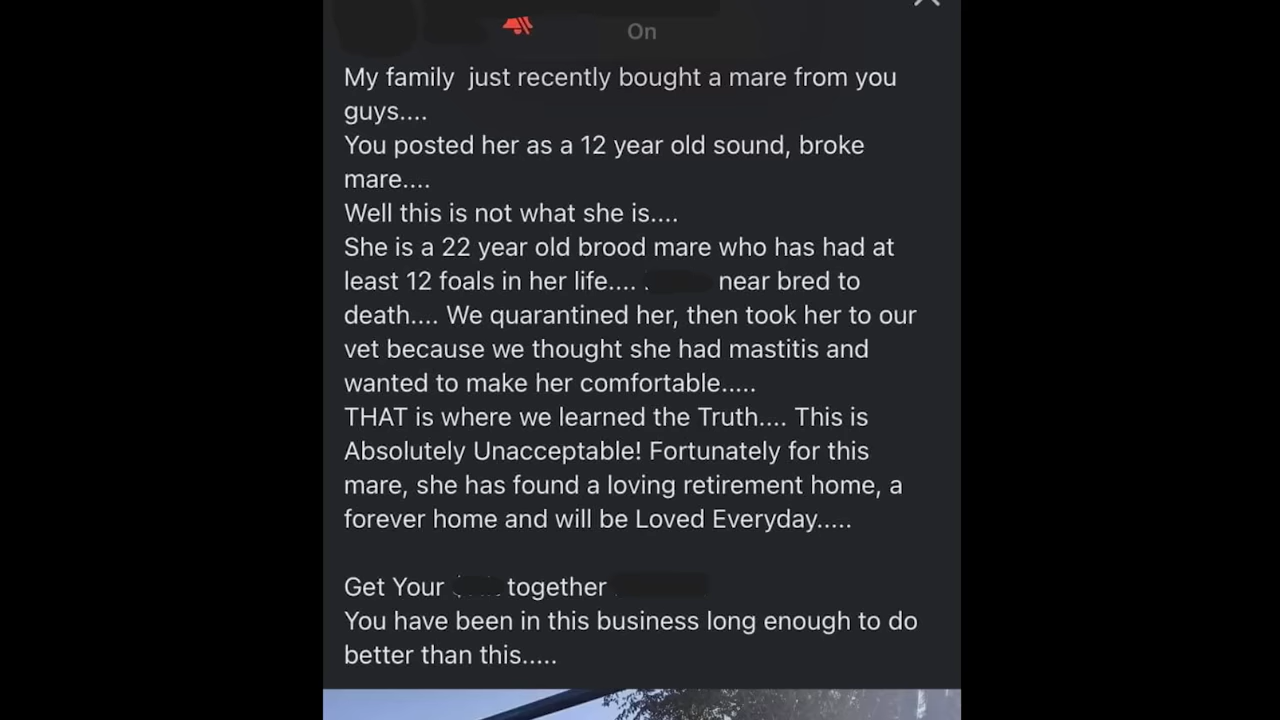 On
My family  just recently bought a mare from you
guys....
You posted her as a 12 year old sound, broke
mare....
Well this is not what she is....
She is a 22 year old brood mare who has had at
least 12 foals in her life.... near bred to
death.... We quarantined her, then took her to our
vet because we thought she had mastitis and
wanted to make her comfortable.....
THAT is where we learned the Truth.... This is
Absolutely Unacceptable! Fortunately for this
mare, she has found a loving retirement home, a
forever home and will be Loved Everyday.....
Get Your together
You have been in this business long enough to do
better than this.....